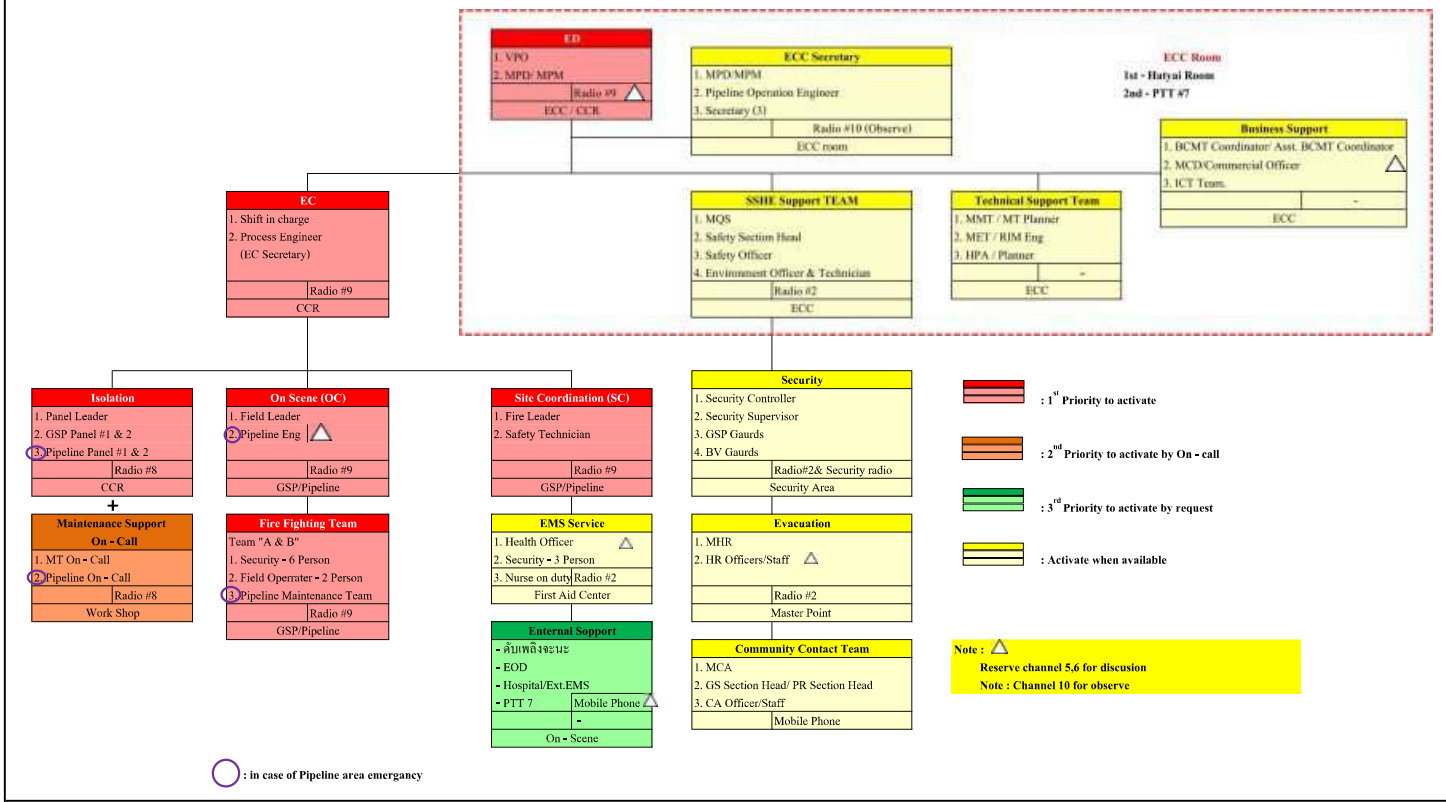 ED
1. VPO
2. MPD/ MPM
Radio #9
ECC / CCR
ECC Secretary
1. MPD/MPM
2. Pipeline Operation Engineer
3. Secretary (3)
Radio #10 (Observe)
ECC room
ECC Room
1st - Hatyai Room
2nd - PTT #7
Business Support
1. BCMT Coordinator/ Asst. BCMT Coordinator
2. MCD/Commercial Officer
3. ICT Team.
-
ECC
EC
1. Shift in charge
2. Process Engineer
(EC Secretary)
Radio #9
CCR
SSHE Support TEAM
1. MQS
2. Safety Section Head
3. Safety Officer
4. Environment Officer & Technician
Radio #2
ECC
Technical Support Team
1. MMT / MT Planner
2. MET / RIM Eng
3. HPA / Planner
-
ECC
Isolation
1. Panel Leader
2. GSP Panel #1 & 2
3. Pipeline Panel #1 & 2
Radio #8
CCR
+
Maintenance Support
On - Call
1. MT On - Call
2. Pipeline On - Call
Radio #8
Work Shop
On Scene (OC)
1. Field Leader
2. Pipeline Eng
Radio #9
GSP/Pipeline
Fire Fighting Team
Team "A & B"
1. Security - 6 Person
2. Field Operrater - 2 Person
3. Pipeline Maintenance Team
Radio #9
GSP/Pipeline
Site Coordination (SC)
1. Fire Leader
2. Safety Technician
Radio #9
GSP/Pipeline
EMS Service
1. Health Officer
2. Security - 3 Person
3. Nurse on duty Radio #2
First Aid Center
Enternal Sopport
- ดับเพลิงจะนะ
- EOD
- Hospital/Ext.EMS
- PTT 7 Mobile Phone
-
On - Scene
Security
1. Security Controller
2. Security Supervisor
3. GSP Gaurds
4. BV Gaurds
Radio#2& Security radio
Security Area
Evacuation
1. MHR
2. HR Officers/Staff
Radio #2
Master Point
Community Contact Team
1. MCA
2. GS Section Head/ PR Section Head
3. CA Officer/Staff
Mobile Phone
: 1st Priority to activate
: 2nd Priority to activate by On - call
: 3rd Priority to activate by request
: Activate when available
Note :
Reserve channel 5,6 for discusion
Note : Channel 10 for observe
: in case of Pipeline area emergancy